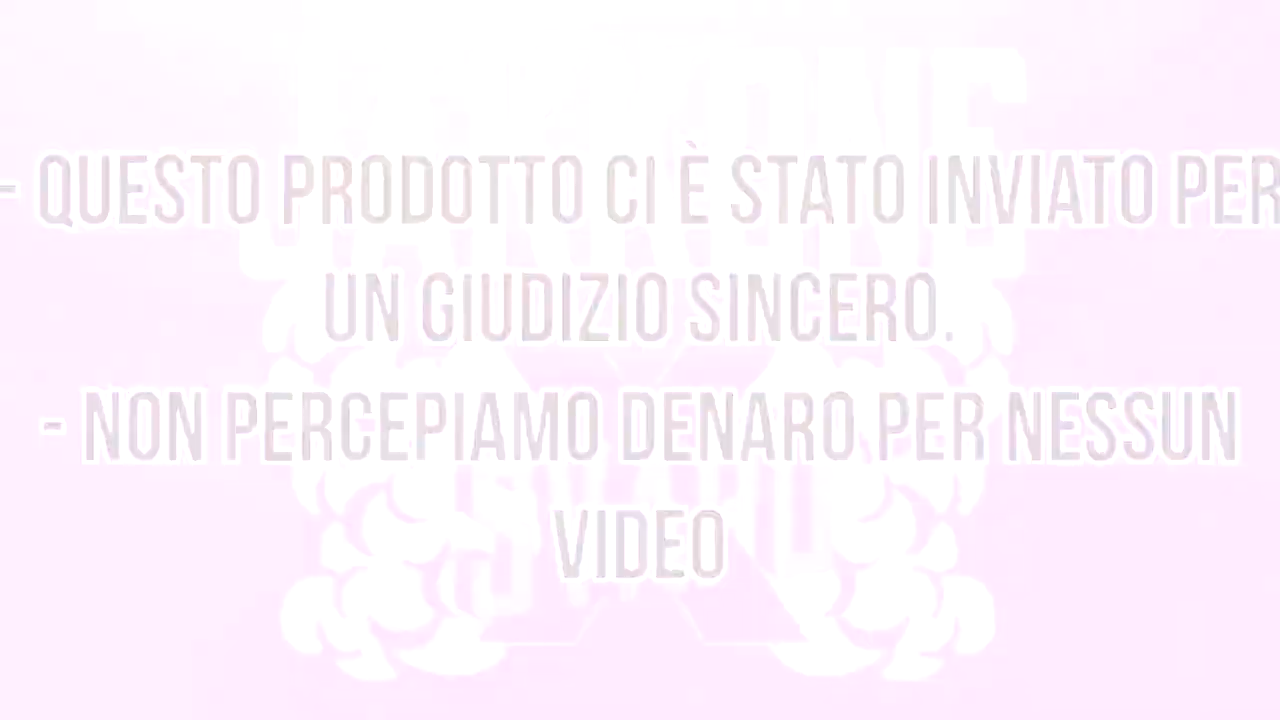 - QUESTO PRODOTTO CI È STATO INVIATO PER
UN GIUDIZIO SINCERO.
- NON PERCEPIAMO DENARO PER NESSUN
VIDEO